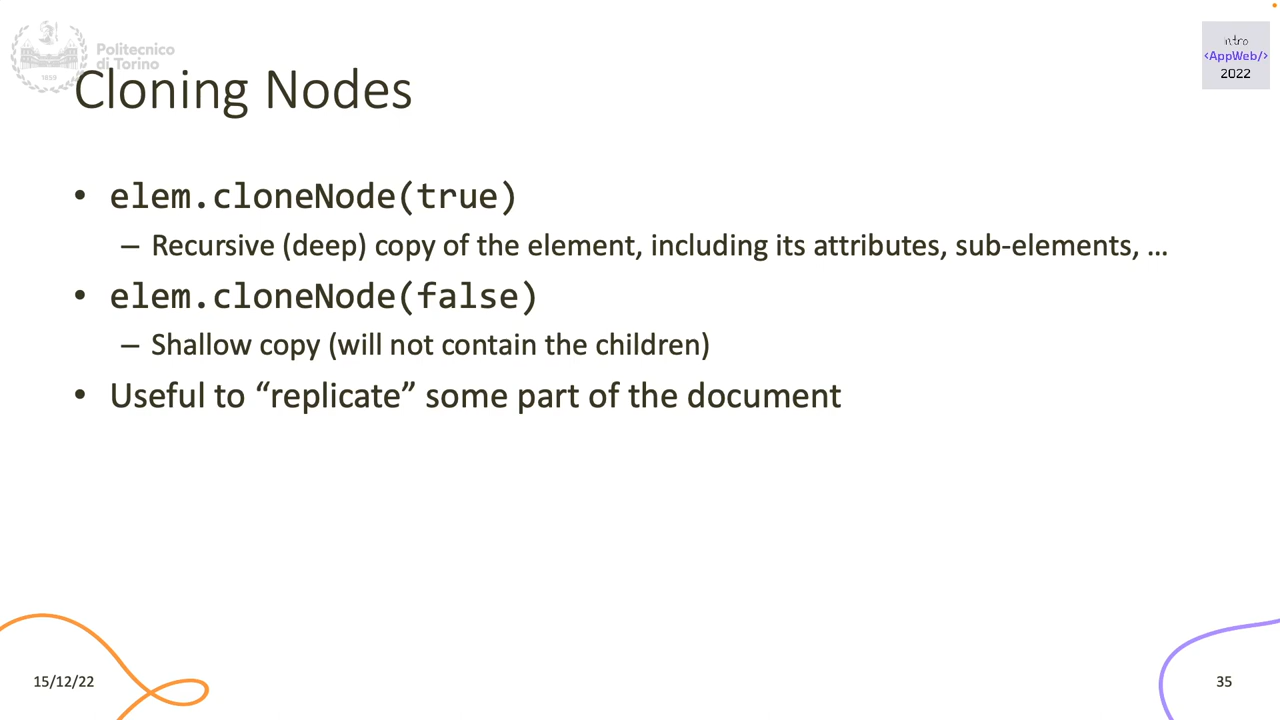 Politecnico
di Torino
1859
intro
<AppWeb/>
2022
Cloning Nodes
• elem.cloneNode(true)
– Recursive (deep) copy of the element, including its attributes, sub-elements, …
• elem.cloneNode(false)
– Shallow copy (will not contain the children)
• Useful to “replicate” some part of the document
15/12/22
35